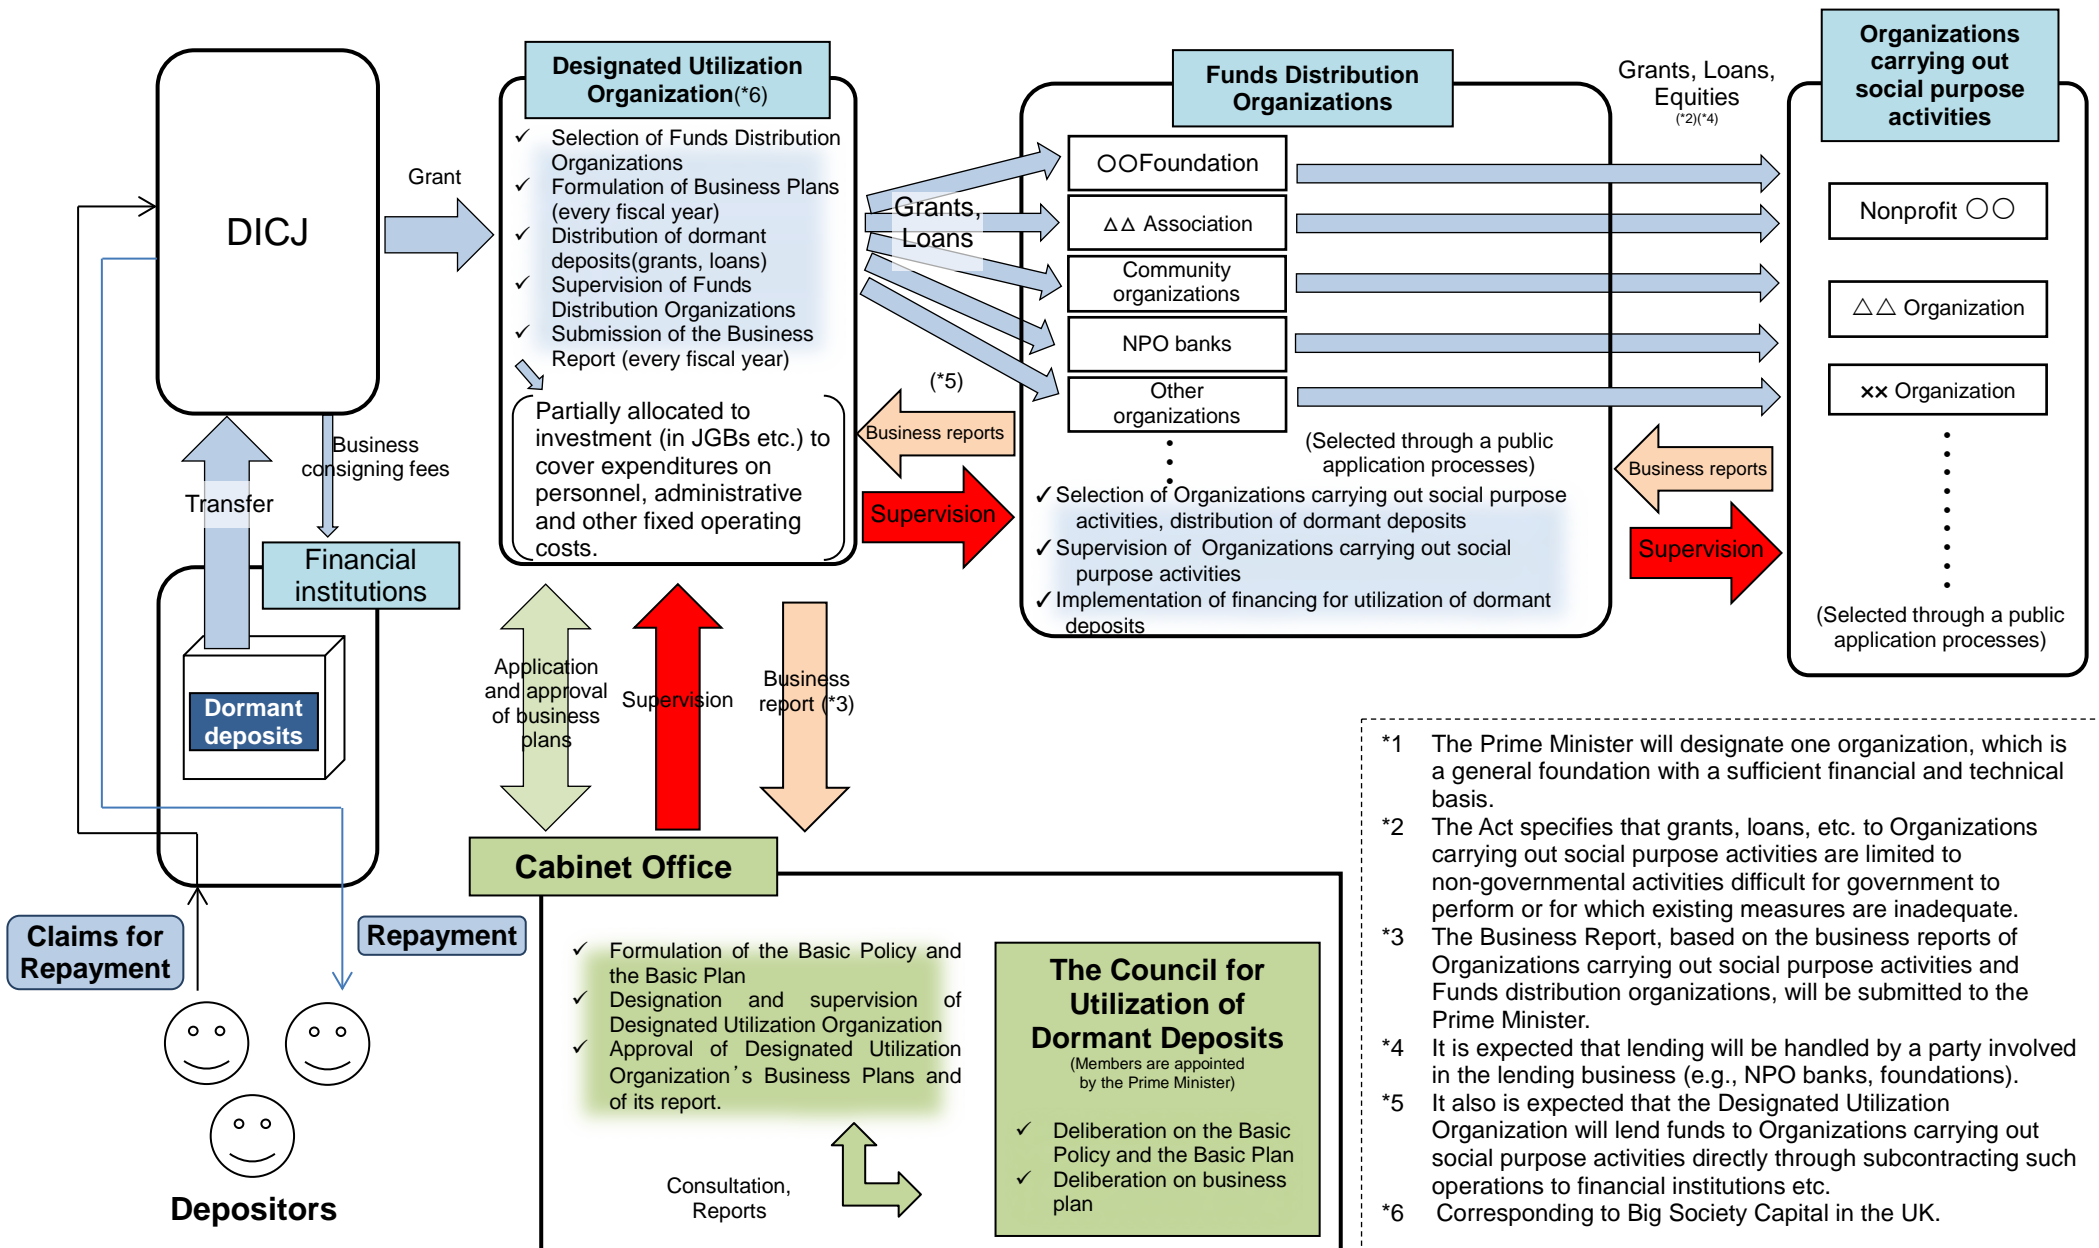 DICJ
Grant
Business
consigning fees
Transfer
Financial
institutions
Dormant
deposits
Claims for
Repayment
Repayment
Depositors
Designated Utilization
Organization(*6)
✓ Selection of Funds Distribution
Organizations
✓ Formulation of Business Plans
(every fiscal year)
✓ Distribution of dormant
deposits(grants, loans)
✓ Supervision of Funds
Distribution Organizations
✓ Submission of the Business
Report (every fiscal year)
Partially allocated to
investment (in JGBs etc.) to
cover expenditures on
personnel, administrative
and other fixed operating
costs.
Grants,
Loans
(*5)
Business reports
Supervision
Application
and approval
of business
plans
Supervision
Business
report (*3)
Funds Distribution
Organizations
○○Foundation
△△ Association
Community
organizations
NPO banks
Other
organizations
(Selected through a public
application processes)
✓Selection of Organizations carrying out social purpose
activities, distribution of dormant deposits
✓Supervision of Organizations carrying out social
purpose activities
✓Implementation of financing for utilization of dormant
deposits
Grants, Loans,
Equities
(*2)(*4)
Business reports
Supervision
Organizations
carrying out
social purpose
activities
Nonprofit ○○
△△ Organization
×× Organization
(Selected through a public
application processes)
Cabinet Office
✓ Formulation of the Basic Policy and
the Basic Plan
✓ Designation and supervision of
Designated Utilization Organization
✓ Approval of Designated Utilization
Organization's Business Plans and
of its report.
Consultation,
Reports
The Council for
Utilization of
Dormant Deposits
(Members are appointed
by the Prime Minister)
✓ Deliberation on the Basic
Policy and the Basic Plan
✓ Deliberation on business
plan
*1 The Prime Minister will designate one organization, which is
a general foundation with a sufficient financial and technical
basis.
*2 The Act specifies that grants, loans, etc. to Organizations
carrying out social purpose activities are limited to
non-governmental activities difficult for government to
perform or for which existing measures are inadequate.
*3 The Business Report, based on the business reports of
Organizations carrying out social purpose activities and
Funds distribution organizations, will be submitted to the
Prime Minister.
*4 It is expected that lending will be handled by a party involved
in the lending business (e.g., NPO banks, foundations).
*5 It also is expected that the Designated Utilization
Organization will lend funds to Organizations carrying out
social purpose activities directly through subcontracting such
operations to financial institutions etc.
*6 Corresponding to Big Society Capital in the UK.